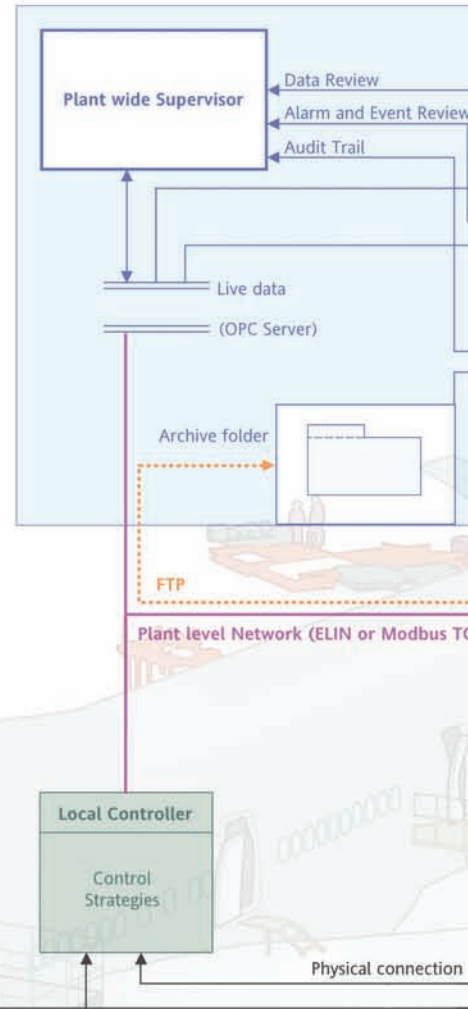 Plant wide Supervisor
Data Review
Alarm and Event Review
Audit Trail
Live data
(OPC Server)
Archive folder
FTP
Plant level Network (ELIN or Modbus TC
Local Controller
Control
Strategies
Physical connection